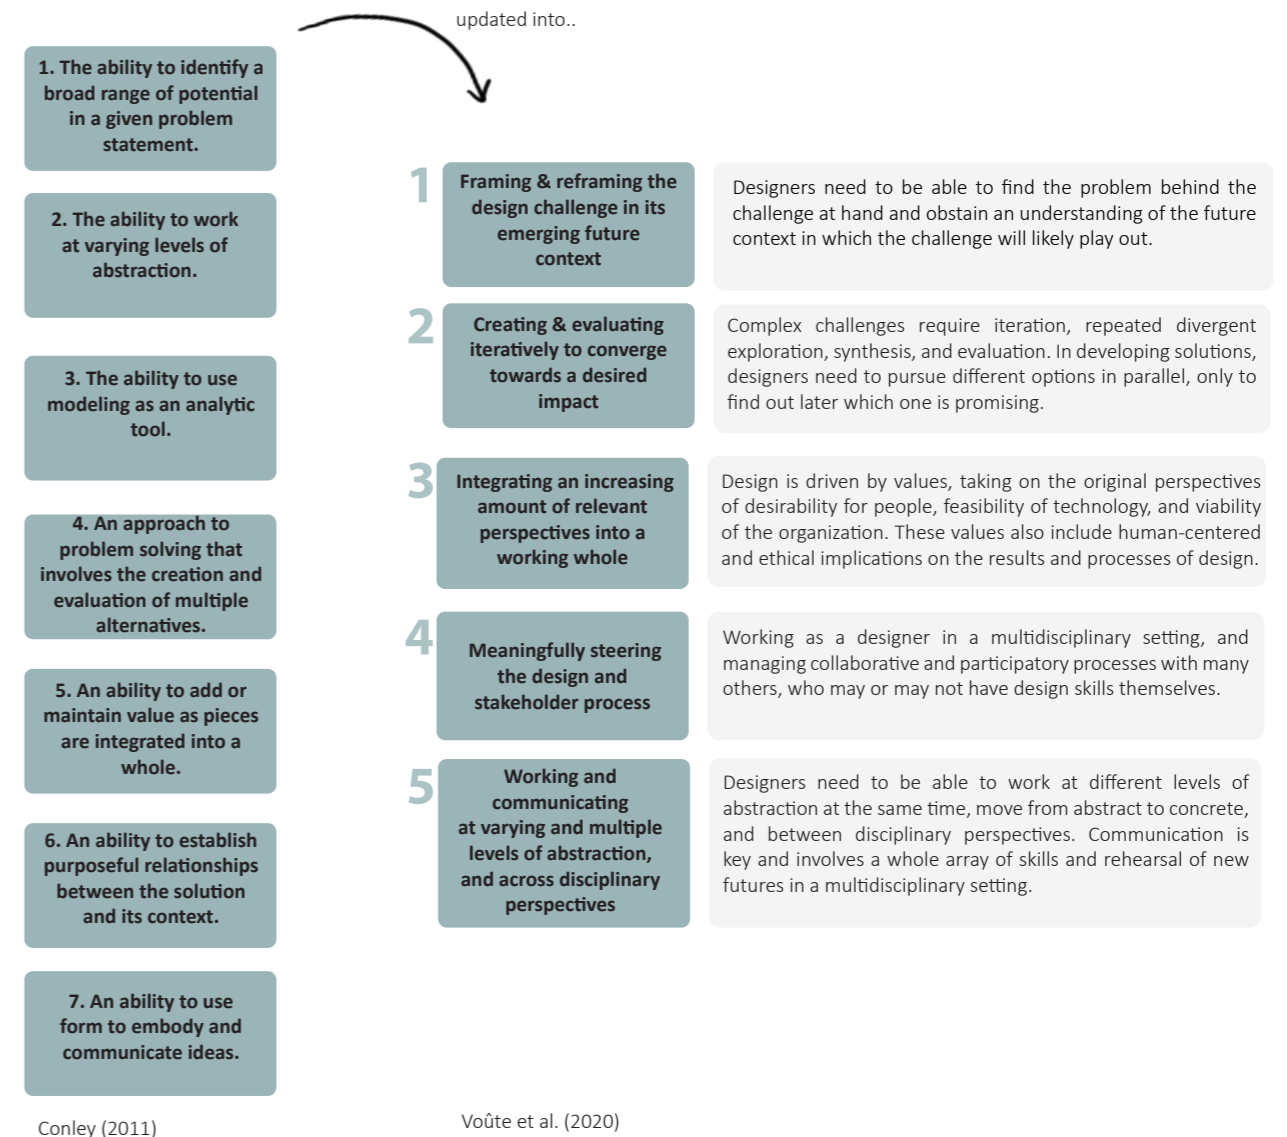 updated into..
1. The ability to identify a
broad range of potential
in a given problem
statement.
2. The ability to work
at varying levels of
abstraction.
3. The ability to use
modeling as an analytic
tool.
4. An approach to
problem solving that
involves the creation and
evaluation of multiple
alternatives.
5. An ability to add or
maintain value as pieces
are integrated into a
whole.
6. An ability to establish
purposeful relationships
between the solution
and its context.
7. An ability to use
form to embody and
communicate ideas.
Conley (2011)
1
Framing & reframing the
design challenge in its
emerging future
context
Designers need to be able to find the problem behind the
challenge at hand and obstain an understanding of the future
context in which the challenge will likely play out.
2
Creating & evaluating
iteratively to converge
towards a desired
impact
Complex challenges require iteration, repeated divergent
exploration, synthesis, and evaluation. In developing solutions,
designers need to pursue different options in parallel, only to
find out later which one is promising.
3
Integrating an increasing
amount of relevant
perspectives into a
working whole
Design is driven by values, taking on the original perspectives
of desirability for people, feasibility of technology, and viability
of the organization. These values also include human-centered
and ethical implications on the results and processes of design.
4
Meaningfully steering
the design and
stakeholder process
Working as a designer in a multidisciplinary setting, and
managing collaborative and participatory processes with many
others, who may or may not have design skills themselves.
5
Working and
communicating
at varying and multiple
levels of abstraction,
and across disciplinary
perspectives
Designers need to be able to work at different levels of
abstraction at the same time, move from abstract to concrete,
and between disciplinary perspectives. Communication is
key and involves a whole array of skills and rehearsal of new
futures in a multidisciplinary setting.
Voûte et al. (2020)